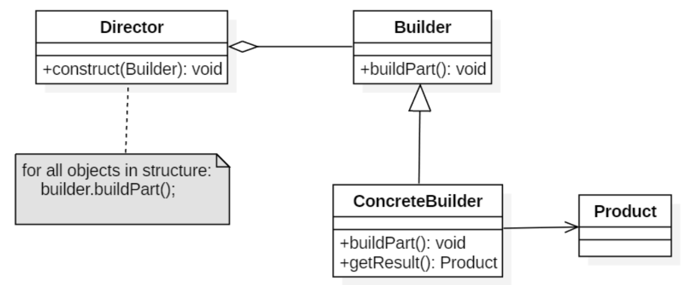 Director
+construct(Builder): void
Builder
+buildPart(): void
for all objects in structure:
builder.buildPart();
ConcreteBuilder
+buildPart(): void
+getResult(): Product
Product